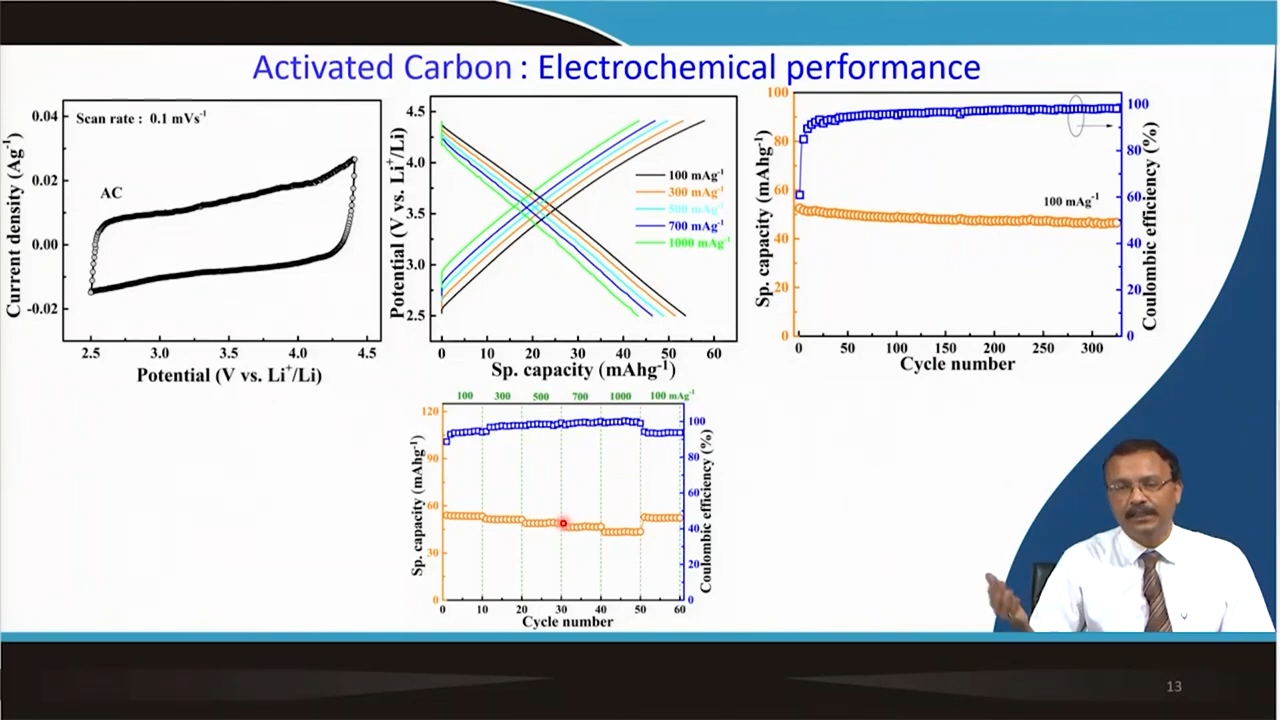 Activated Carbon : Electrochemical performance
Current density (Ag⁻¹)
0.04
0.02
0.00
-0.02
Scan rate : 0.1 mVs⁻¹
AC
2.5 3.0 3.5 4.0 4.5
Potential (V vs. Li⁺/Li)
Potential (V vs. Li⁺/Li)
4.5
4.0
3.5
3.0
2.5
100 mAg⁻¹
300 mAg⁻¹
500 mAg⁻¹
700 mAg⁻¹
1000 mAg⁻¹
0 10 20 30 40 50 60
Sp. capacity (mAhg⁻¹)
Sp. capacity (mAhg⁻¹)
100
80
60
40
20
0
100 mAg⁻¹
100
80
60
40
20
0
Coulombic efficiency (%)
0 50 100 150 200 250 300
Cycle number
100 300 500 700 1000 100 mAg⁻¹
Sp. capacity (mAhg⁻¹)
120
90
60
30
0
100
80
60
40
20
0
Coulombic efficiency (%)
0 10 20 30 40 50 60
Cycle number
13